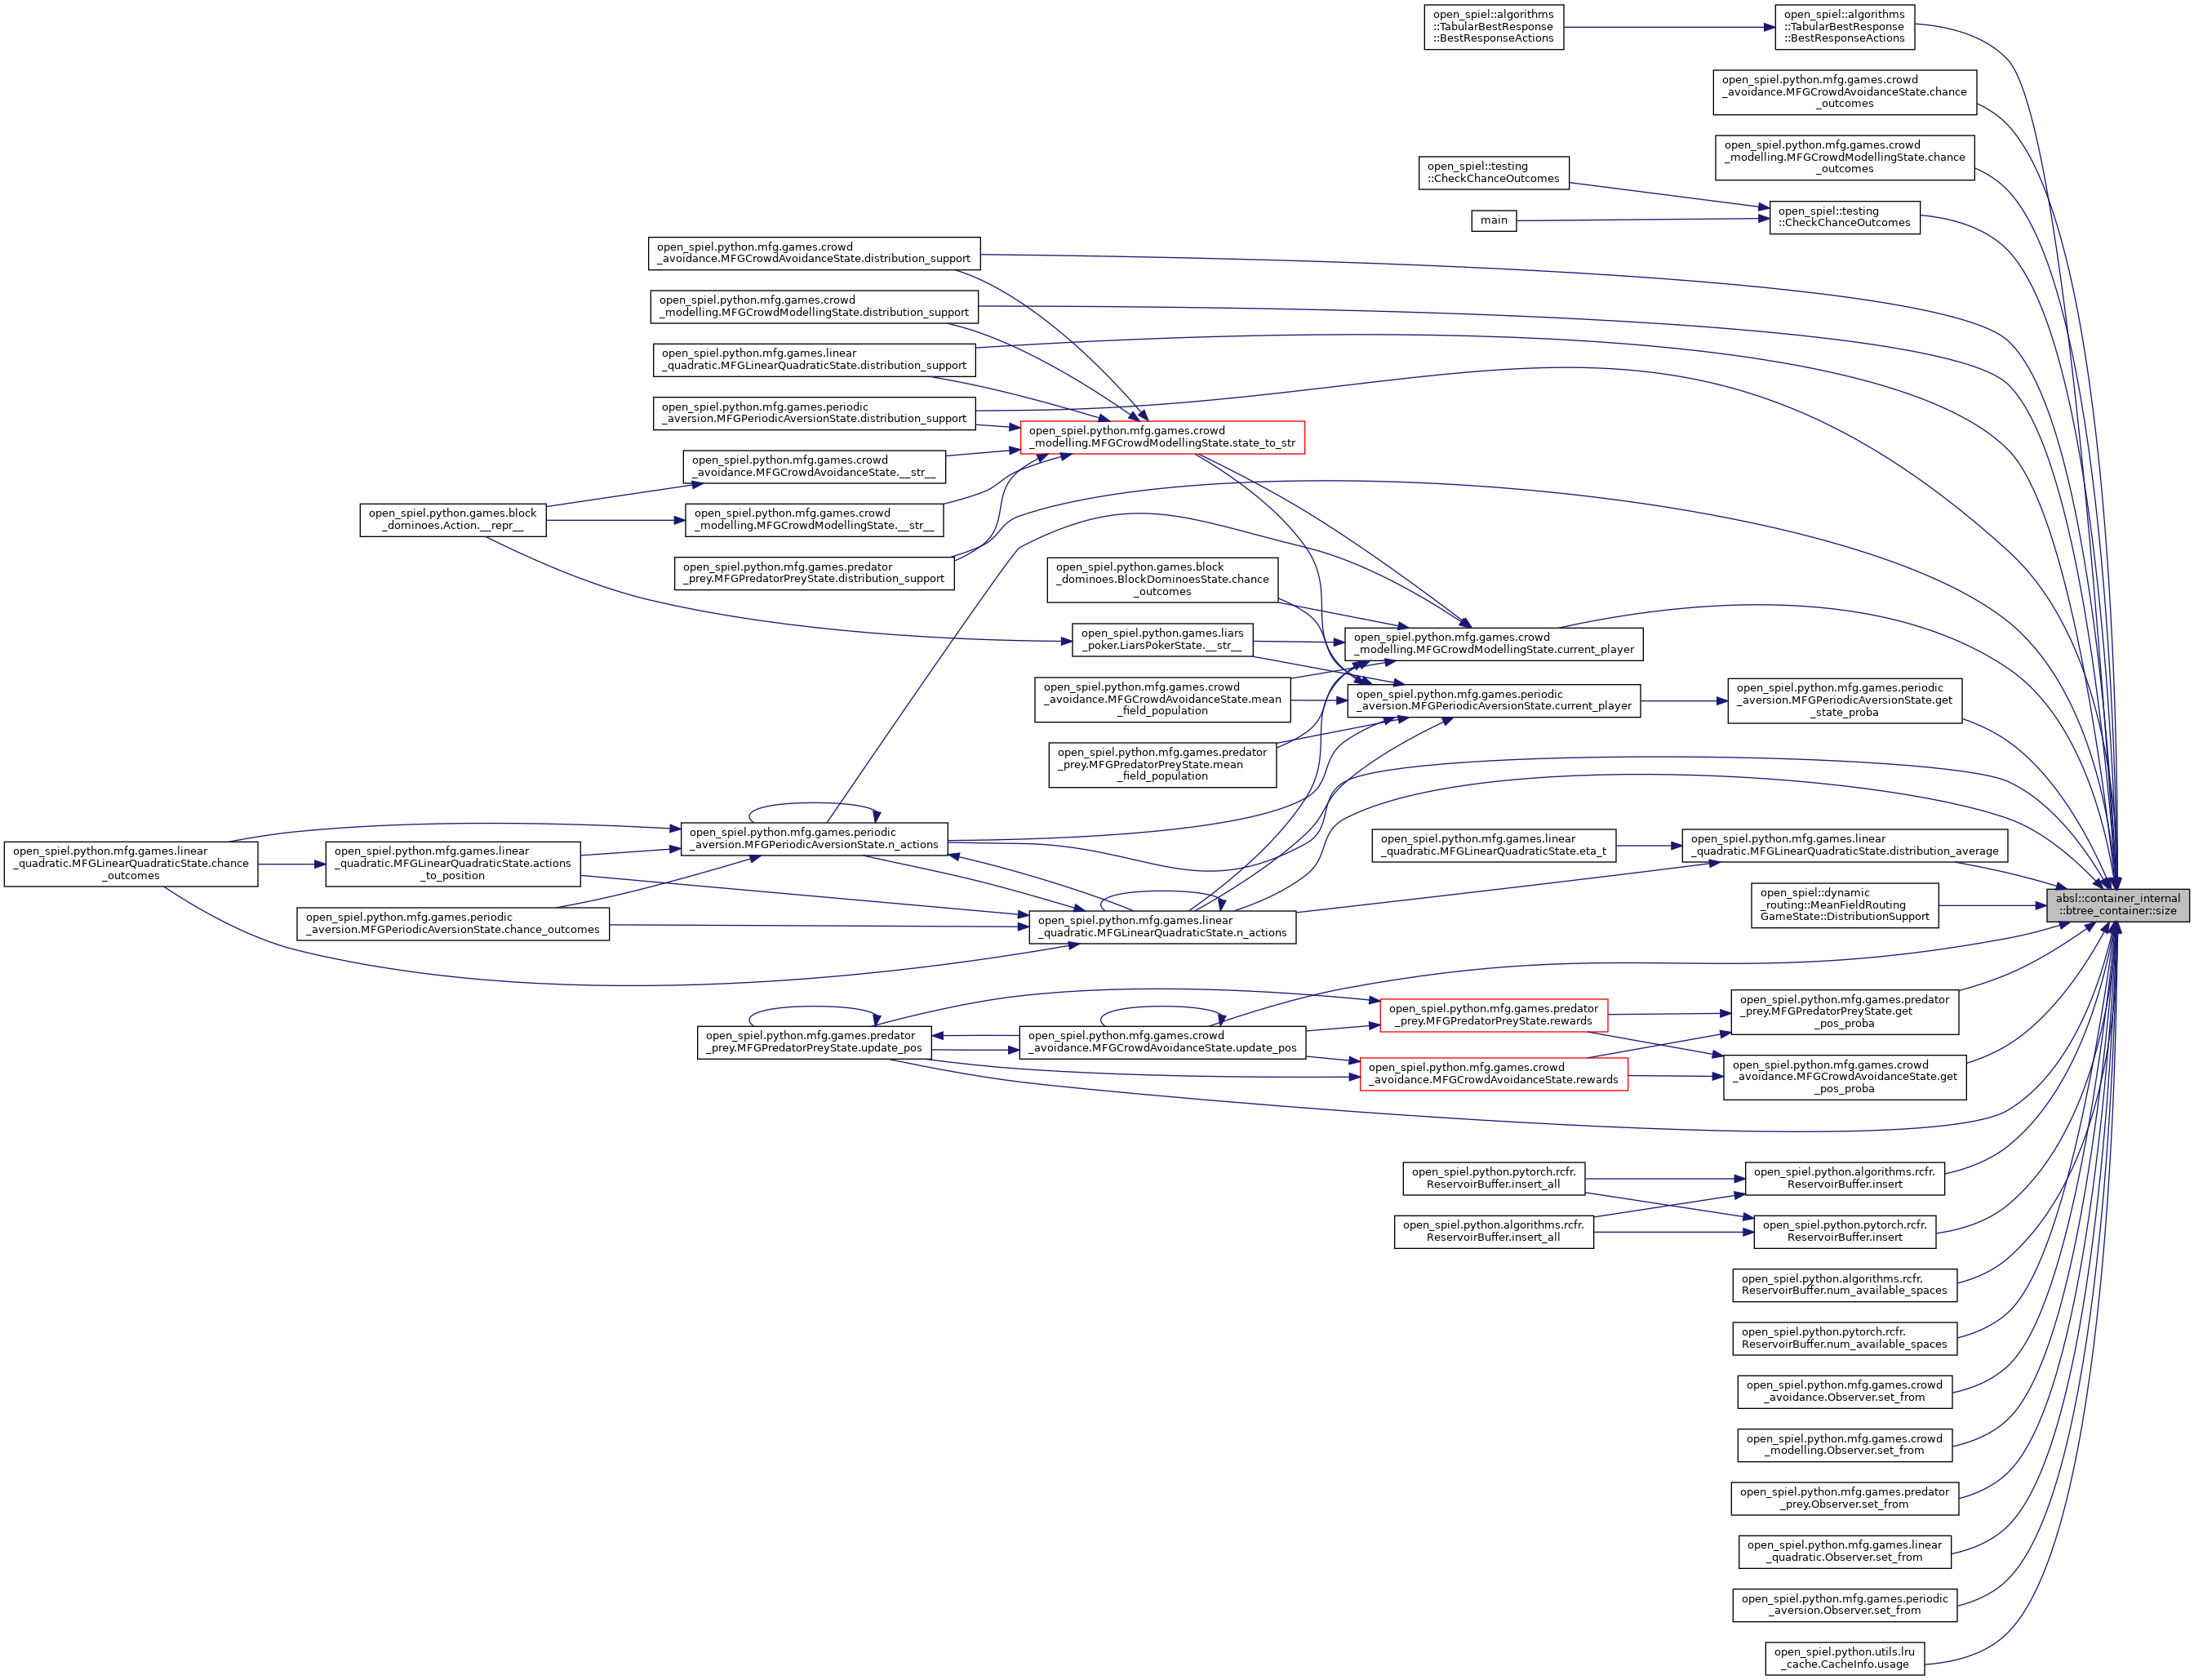 open_spiel::algorithms
::TabularBestResponse
::BestResponseActions
open_spiel::algorithms
::TabularBestResponse
::BestResponseActions
open_spiel.python.mfg.games.crowd
_avoidance.MFGCrowdAvoidanceState.chance
_outcomes
open_spiel.python.mfg.games.crowd
_modelling.MFGCrowdModellingState.chance
_outcomes
open_spiel::testing
::CheckChanceOutcomes
main
open_spiel::testing
::CheckChanceOutcomes
open_spiel.python.mfg.games.crowd
_avoidance.MFGCrowdAvoidanceState.distribution_support
open_spiel.python.mfg.games.crowd
_modelling.MFGCrowdModellingState.distribution_support
open_spiel.python.mfg.games.linear
_quadratic.MFGLinearQuadraticState.distribution_support
open_spiel.python.mfg.games.periodic
_aversion.MFGPeriodicAversionState.distribution_support
open_spiel.python.mfg.games.crowd
_modelling.MFGCrowdModellingState.state_to_str
open_spiel.python.mfg.games.crowd
_avoidance.MFGCrowdAvoidanceState.__str__
open_spiel.python.games.block
_dominoes.Action.__repr__
open_spiel.python.mfg.games.crowd
_modelling.MFGCrowdModellingState.__str__
open_spiel.python.mfg.games.predator
_prey.MFGPredatorPreyState.distribution_support
open_spiel.python.games.block
_dominoes.BlockDominoesState.chance
_outcomes
open_spiel.python.games.liars
_poker.LiarsPokerState.__str__
open_spiel.python.mfg.games.crowd
_modelling.MFGCrowdModellingState.current_player
open_spiel.python.mfg.games.crowd
_avoidance.MFGCrowdAvoidanceState.mean
_field_population
open_spiel.python.mfg.games.periodic
_aversion.MFGPeriodicAversionState.current_player
open_spiel.python.mfg.games.periodic
_aversion.MFGPeriodicAversionState.get
_state_proba
open_spiel.python.mfg.games.predator
_prey.MFGPredatorPreyState.mean
_field_population
open_spiel.python.mfg.games.linear
_quadratic.MFGLinearQuadraticState.chance
_outcomes
open_spiel.python.mfg.games.linear
_quadratic.MFGLinearQuadraticState.actions
_to_position
open_spiel.python.mfg.games.periodic
_aversion.MFGPeriodicAversionState.n_actions
open_spiel.python.mfg.games.linear
_quadratic.MFGLinearQuadraticState.eta_t
open_spiel.python.mfg.games.linear
_quadratic.MFGLinearQuadraticState.distribution_average
open_spiel.python.mfg.games.periodic
_aversion.MFGPeriodicAversionState.chance_outcomes
open_spiel.python.mfg.games.linear
_quadratic.MFGLinearQuadraticState.n_actions
open_spiel::dynamic
_routing::MeanFieldRouting
GameState::DistributionSupport
absl::container_internal
::btree_container::size
open_spiel.python.mfg.games.predator
_prey.MFGPredatorPreyState.update_pos
open_spiel.python.mfg.games.crowd
_avoidance.MFGCrowdAvoidanceState.update_pos
open_spiel.python.mfg.games.predator
_prey.MFGPredatorPreyState.rewards
open_spiel.python.mfg.games.predator
_prey.MFGPredatorPreyState.get
_pos_proba
open_spiel.python.mfg.games.crowd
_avoidance.MFGCrowdAvoidanceState.rewards
open_spiel.python.mfg.games.crowd
_avoidance.MFGCrowdAvoidanceState.get
_pos_proba
open_spiel.python.pytorch.rcfr.
ReservoirBuffer.insert_all
open_spiel.python.algorithms.rcfr.
ReservoirBuffer.insert
open_spiel.python.algorithms.rcfr.
ReservoirBuffer.insert_all
open_spiel.python.pytorch.rcfr.
ReservoirBuffer.insert
open_spiel.python.algorithms.rcfr.
ReservoirBuffer.num_available_spaces
open_spiel.python.pytorch.rcfr.
ReservoirBuffer.num_available_spaces
open_spiel.python.mfg.games.crowd
_avoidance.Observer.set_from
open_spiel.python.mfg.games.crowd
_modelling.Observer.set_from
open_spiel.python.mfg.games.predator
_prey.Observer.set_from
open_spiel.python.mfg.games.linear
_quadratic.Observer.set_from
open_spiel.python.mfg.games.periodic
_aversion.Observer.set_from
open_spiel.python.utils.lru
_cache.CacheInfo.usage